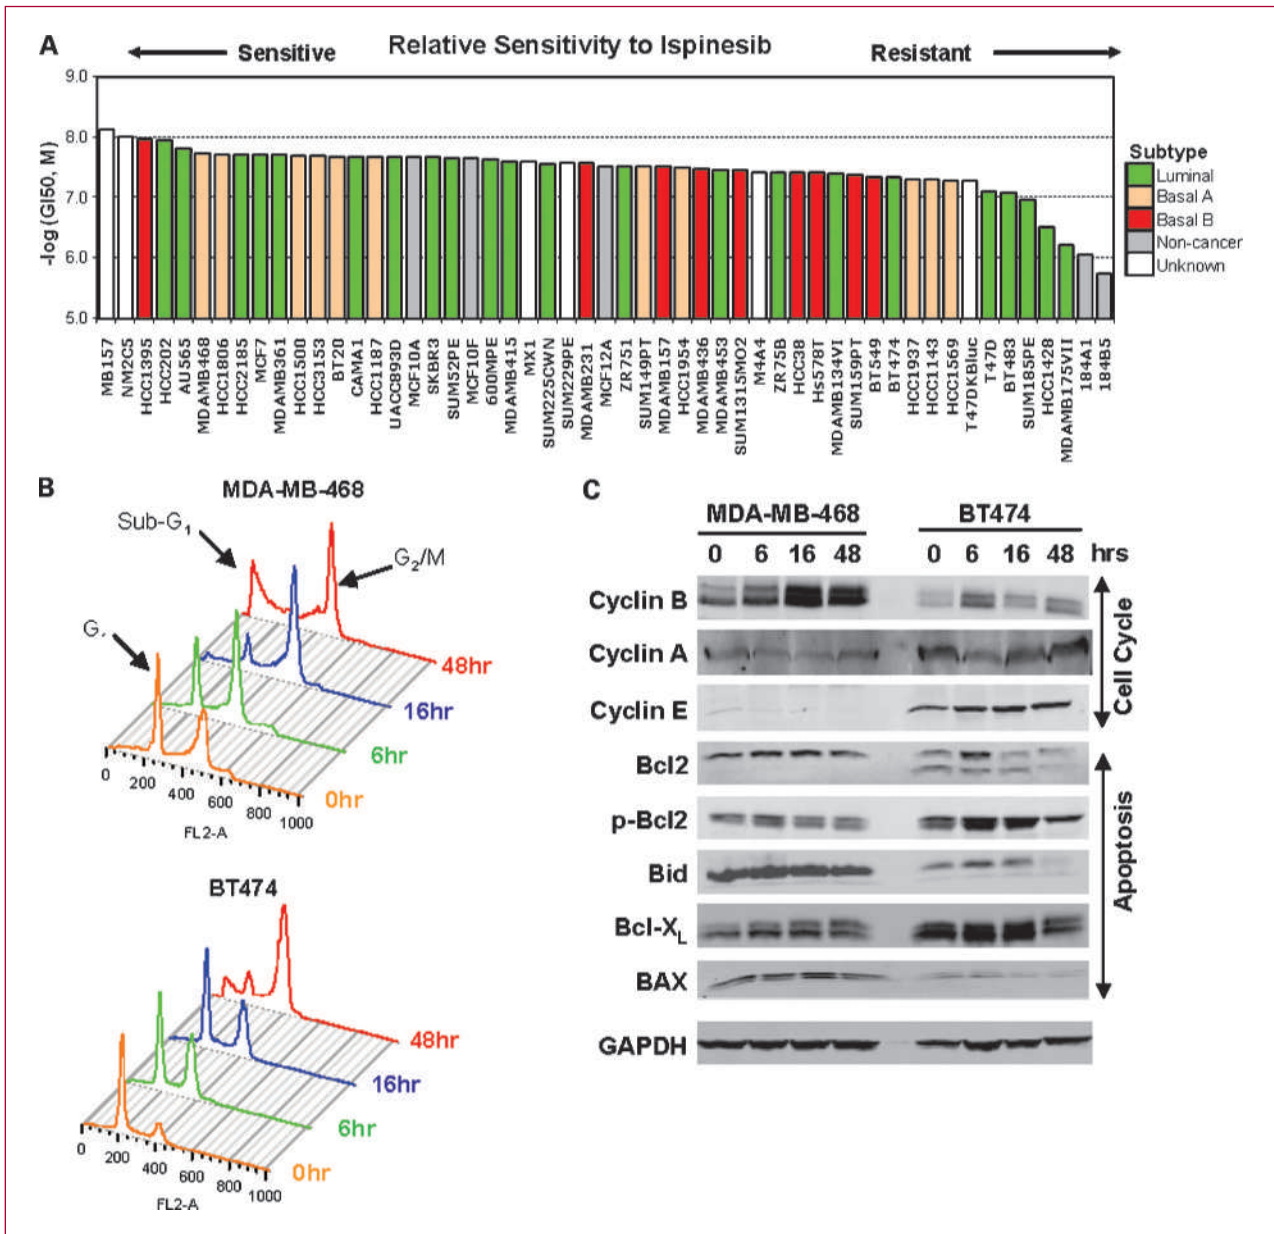 A
Relative Sensitivity to Ispinesib
Sensitive
Resistant
-log (GI50, M)
9.0
8.0
7.0
6.0
5.0
Subtype
Luminal
Basal A
Basal B
Non-cancer
Unknown
MB157
NM2C5
HCC1395
HCC202
AU565
MDAMB468
HCC1806
HCC2185
MCF7
MDAMB361
HCC1500
HCC3153
BT20
CAMA1
HCC1187
UACC893D
MCF10A
SKBR3
SUM52PE
MCF10F
600MPE
MDAMB415
MX1
SUM225CWN
SUM229PE
MDAMB231
MCF12A
ZR751
SUM149PT
MDAMB157
HCC1954
MDAMB436
MDAMB453
SUM1315MO2
M4A4
ZR75B
HCC38
Hs578T
MDAMB134VI
SUM159PT
BT549
BT474
HCC1937
HCC1143
HCC1569
T47DKBluc
T47D
BT483
SUM185PE
HCC1428
MDAMB175VII
184A1
184B5
B
MDA-MB-468
Sub-G1
G2/M
G.
48hr
16hr
6hr
0hr
0
200
400
600
800
1000
FL2-A
BT474
48hr
16hr
6hr
0hr
0
200
400
600
800
1000
FL2-A
C
MDA-MB-468 BT474
0 6 16 48 0 6 16 48 hrs
Cyclin B
Cyclin A
Cyclin E
Cell Cycle
Bcl2
p-Bcl2
Bid
Bcl-XL
BAX
Apoptosis
GAPDH